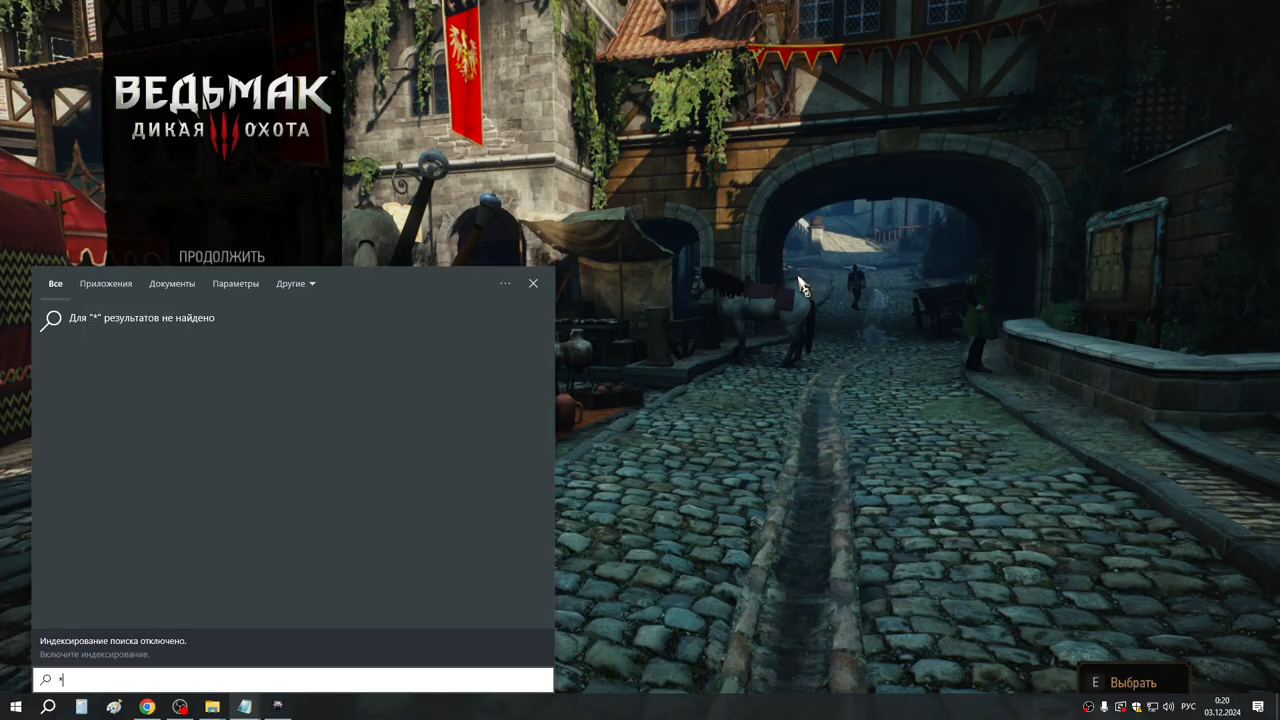 ВЕДЬМАК
ДИКАЯ III ОХОТА
ПРОДОЛЖИТЬ
Все Приложения Документы Параметры Другие
Для "*" результатов не найдено
Индексирование поиска отключено.
Включите индексирование.
*
E Выбрать
РУС
0:20
03.12.2024